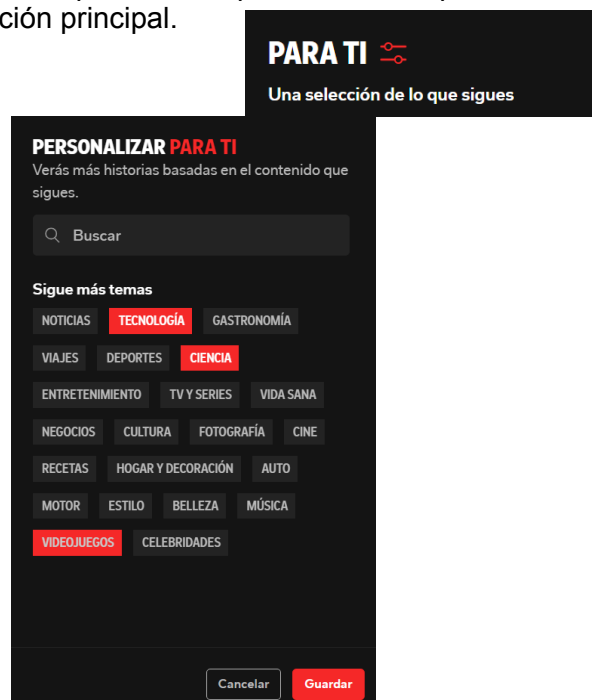 ción principal.
PARA TI
Una selección de lo que sigues
PERSONALIZAR PARA TI
Verás más historias basadas en el contenido que
sigues.
Buscar
Sigue más temas
NOTICIAS TECNOLOGÍA GASTRONOMÍA
VIAJES DEPORTES CIENCIA
ENTRETENIMIENTO TV Y SERIES VIDA SANA
NEGOCIOS CULTURA FOTOGRAFÍA CINE
RECETAS HOGAR Y DECORACIÓN AUTO
MOTOR ESTILO BELLEZA MÚSICA
VIDEOJUEGOS CELEBRIDADES
Cancelar Guardar